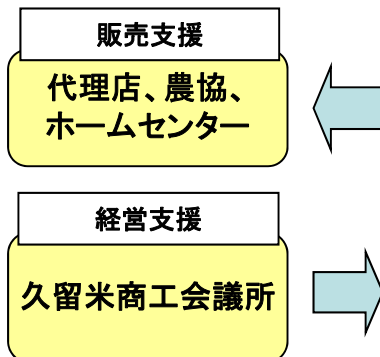 販売支援
代理店、農協、
ホームセンター
経営支援
久留米商工会議所